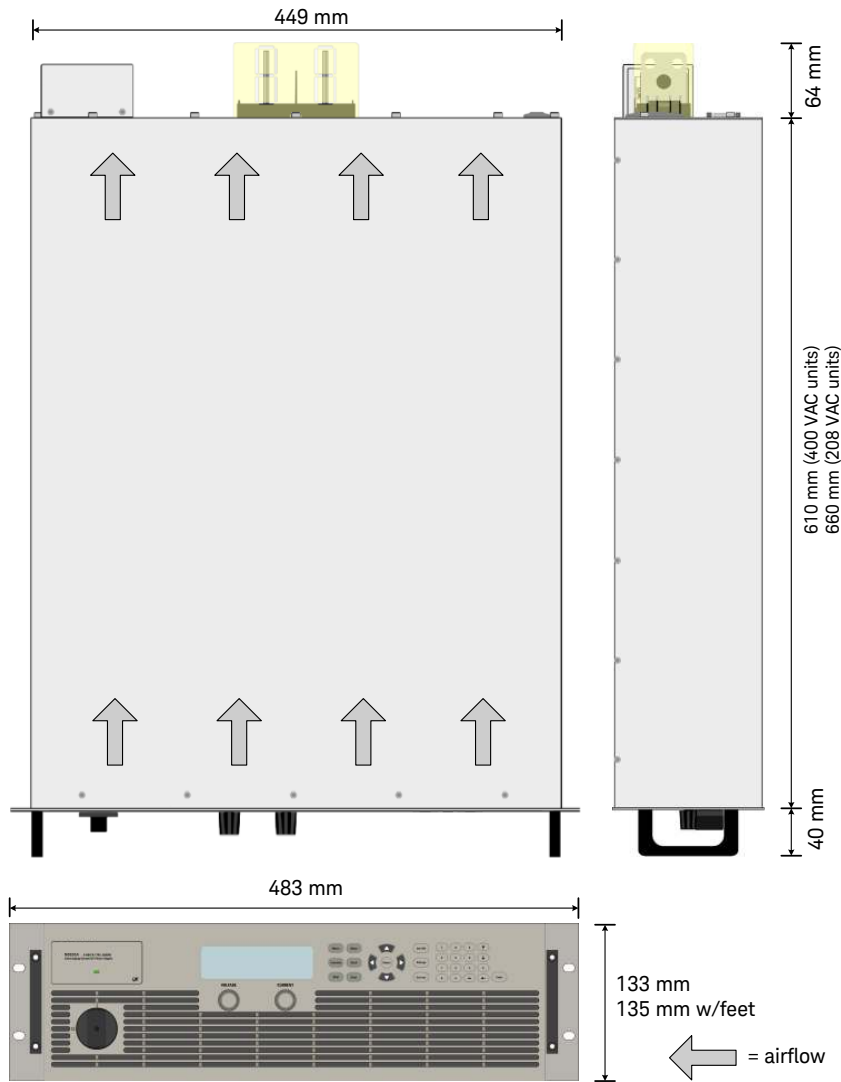 449 mm
64 mm
610 mm (400 VAC units)
660 mm (208 VAC units)
40 mm
483 mm
VOLTAGE
CURRENT
133 mm
135 mm w/feet
= airflow